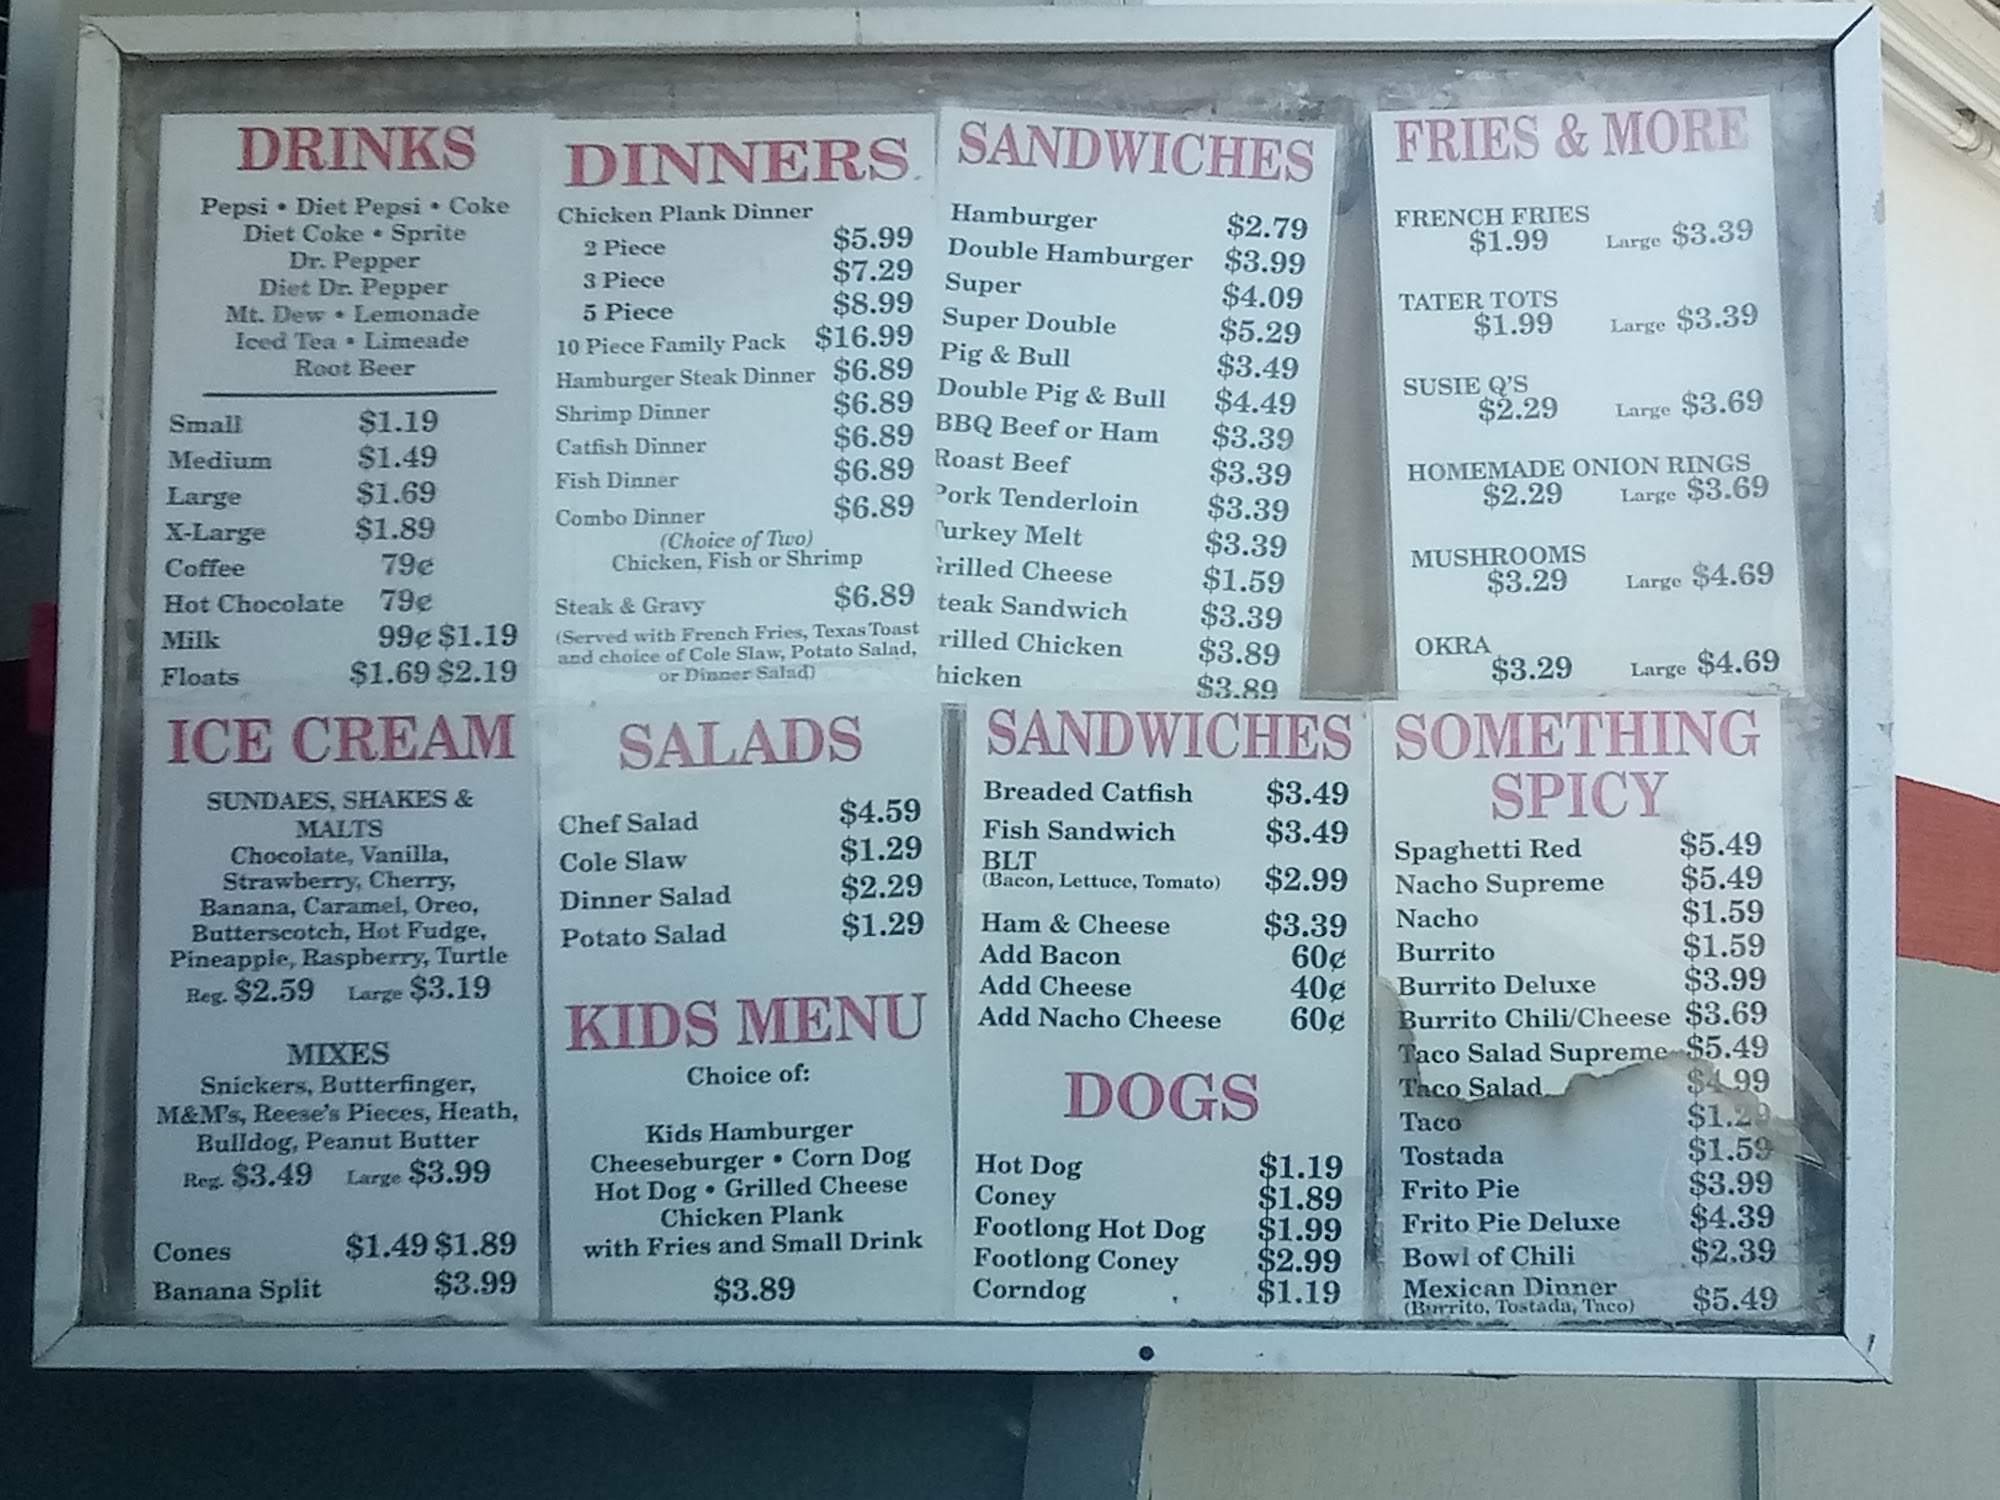 DRINKS
Pepsi • Diet Pepsi • Coke
Diet Coke • Sprite
Dr. Pepper
Diet Dr. Pepper
Mt. Dew • Lemonade
Iced Tea • Limeade
Root Beer
Small $1.19
Medium $1.49
Large $1.69
X-Large $1.89
Coffee 79¢
Hot Chocolate 79¢
Milk 99¢ $1.19
Floats $1.69 $2.19
DINNERS
Chicken Plank Dinner
2 Piece $5.99
3 Piece $7.29
5 Piece $8.99
10 Piece Family Pack $16.99
Hamburger Steak Dinner $6.89
Shrimp Dinner $6.89
Catfish Dinner $6.89
Fish Dinner $6.89
Combo Dinner $6.89
(Choice of Two)
Chicken, Fish or Shrimp
Steak & Gravy $6.89
(Served with French Fries, Texas Toast
and choice of Cole Slaw, Potato Salad,
or Dinner Salad)
SANDWICHES
Hamburger $2.79
Double Hamburger $3.99
Super $4.09
Super Double $5.29
Pig & Bull $3.49
Double Pig & Bull $4.49
BBQ Beef or Ham $3.39
Roast Beef $3.39
Pork Tenderloin $3.39
Turkey Melt $3.39
rilled Cheese $1.59
teak Sandwich $3.39
rilled Chicken $3.89
hicken $3.89
FRIES & MORE
FRENCH FRIES
$1.99 Large $3.39
TATER TOTS
$1.99 Large $3.39
SUSIE Q'S
$2.29 Large $3.69
HOMEMADE ONION RINGS
$2.29 Large $3.69
MUSHROOMS
$3.29 Large $4.69
OKRA
$3.29 Large $4.69
ICE CREAM
SUNDAES, SHAKES &
MALTS
Chocolate, Vanilla,
Strawberry, Cherry,
Banana, Caramel, Oreo,
Butterscotch, Hot Fudge,
Pineapple, Raspberry, Turtle
Reg. $2.59 Large $3.19
MIXES
Snickers, Butterfinger,
M&M's, Reese's Pieces, Heath,
Bulldog, Peanut Butter
Reg. $3.49 Large $3.99
Cones $1.49 $1.89
Banana Split $3.99
SALADS
Chef Salad $4.59
Cole Slaw $1.29
Dinner Salad $2.29
Potato Salad $1.29
KIDS MENU
Choice of:
Kids Hamburger
Cheeseburger • Corn Dog
Hot Dog • Grilled Cheese
Chicken Plank
with Fries and Small Drink
$3.89
SANDWICHES
Breaded Catfish $3.49
Fish Sandwich $3.49
BLT
(Bacon, Lettuce, Tomato) $2.99
Ham & Cheese $3.39
Add Bacon 60¢
Add Cheese 40¢
Add Nacho Cheese 60¢
DOGS
Hot Dog $1.19
Coney $1.89
Footlong Hot Dog $1.99
Footlong Coney $2.99
Corndog $1.19
SOMETHING
SPICY
Spaghetti Red $5.49
Nacho Supreme $5.49
Nacho $1.59
Burrito $1.59
Burrito Deluxe $3.99
Burrito Chili/Cheese $3.69
Taco Salad Supreme $5.49
Taco Salad $4.99
Taco $1.29
Tostada $1.59
Frito Pie $3.99
Frito Pie Deluxe $4.39
Bowl of Chili $2.39
Mexican Dinner
(Burrito, Tostada, Taco) $5.49